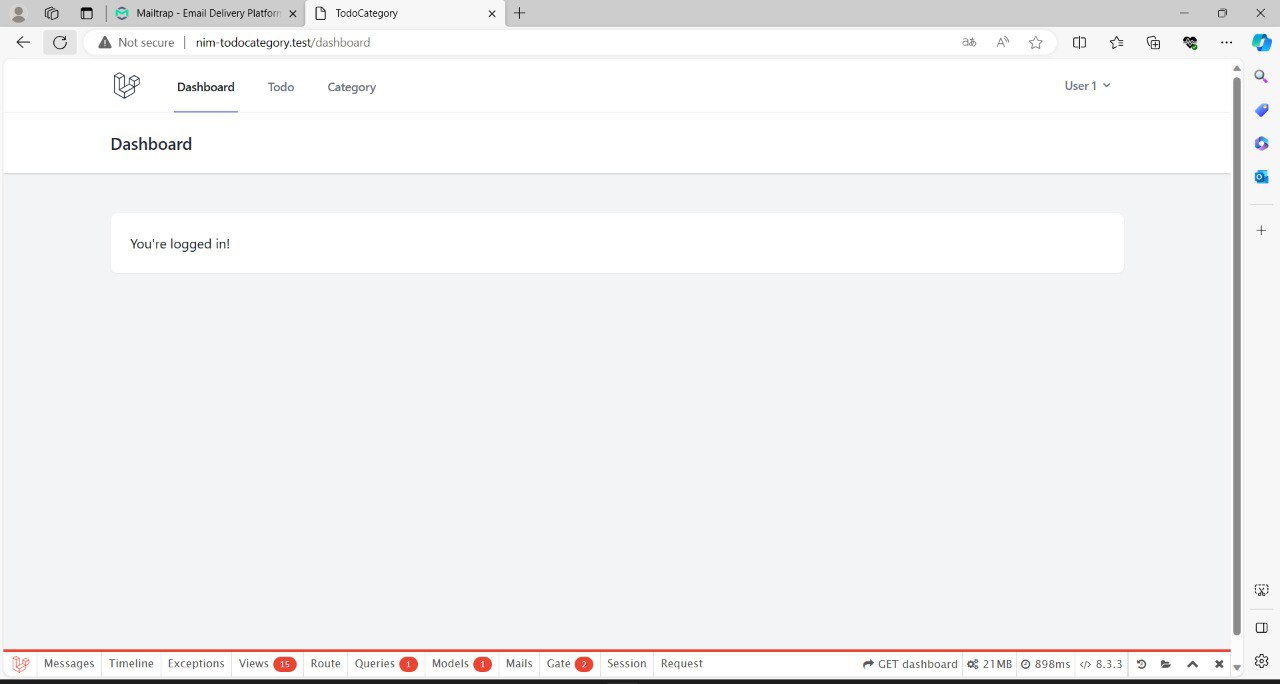 Mailtrap - Email Delivery Platform
TodoCategory
Not secure
nim-todocategory.test/dashboard
Dashboard
Todo
Category
User 1
Dashboard
You're logged in!
Messages
Timeline
Exceptions
Views 15
Route
Queries 1
Models 1
Mails
Gate 2
Session
Request
GET dashboard
21MB
898ms
8.3.3